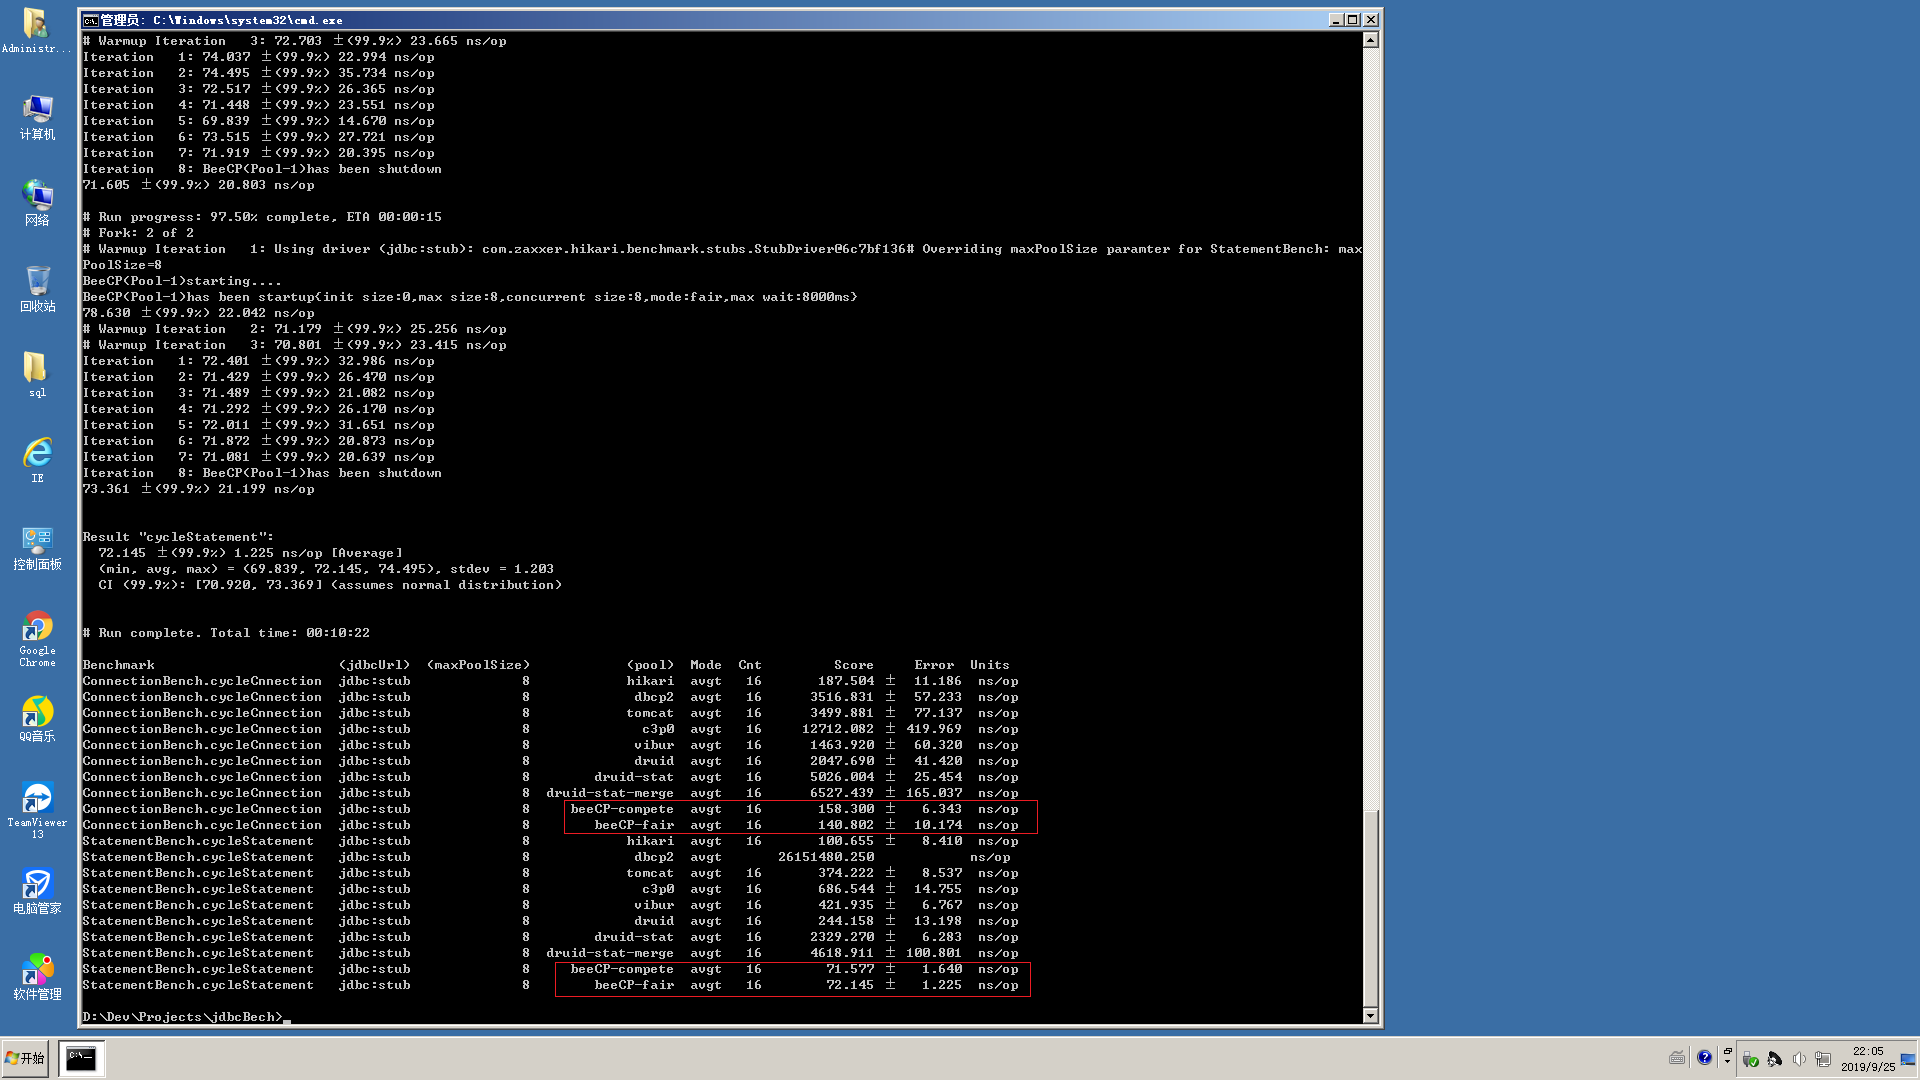 管理员: C:\Windows\system32\cmd.exe
# Warmup Iteration   3: 72.703 ±(99.9%) 23.665 ns/op
Iteration   1: 74.037 ±(99.9%) 22.994 ns/op
Iteration   2: 74.495 ±(99.9%) 35.734 ns/op
Iteration   3: 72.517 ±(99.9%) 26.365 ns/op
Iteration   4: 71.448 ±(99.9%) 23.551 ns/op
Iteration   5: 69.839 ±(99.9%) 14.670 ns/op
Iteration   6: 73.515 ±(99.9%) 27.721 ns/op
Iteration   7: 71.919 ±(99.9%) 20.395 ns/op
Iteration   8: BeeCP(Pool-1)has been shutdown
71.605 ±(99.9%) 20.803 ns/op
# Run progress: 97.50% complete, ETA 00:00:15
# Fork: 2 of 2
# Warmup Iteration   1: Using driver (jdbc:stub): com.zaxxer.hikari.benchmark.stubs.StubDriver@6c7bf136# Overriding maxPoolSize paramter for StatementBench: max
PoolSize=8
BeeCP(Pool-1)starting....
BeeCP(Pool-1)has been startup{init size:0,max size:8,concurrent size:8,mode:fair,max wait:8000ms}
78.630 ±(99.9%) 22.042 ns/op
# Warmup Iteration   2: 71.179 ±(99.9%) 25.256 ns/op
# Warmup Iteration   3: 70.801 ±(99.9%) 23.415 ns/op
Iteration   1: 72.401 ±(99.9%) 32.986 ns/op
Iteration   2: 71.429 ±(99.9%) 26.470 ns/op
Iteration   3: 71.489 ±(99.9%) 21.082 ns/op
Iteration   4: 71.292 ±(99.9%) 26.170 ns/op
Iteration   5: 72.011 ±(99.9%) 31.651 ns/op
Iteration   6: 71.872 ±(99.9%) 20.873 ns/op
Iteration   7: 71.081 ±(99.9%) 20.639 ns/op
Iteration   8: BeeCP(Pool-1)has been shutdown
73.361 ±(99.9%) 21.199 ns/op
Result "cycleStatement":
72.145 ±(99.9%) 1.225 ns/op [Average]
(min, avg, max) = (69.839, 72.145, 74.495), stdev = 1.203
CI (99.9%): [70.920, 73.369] (assumes normal distribution)
# Run complete. Total time: 00:10:22
Benchmark (jdbcUrl) (maxPoolSize) (pool) Mode Cnt Score Error Units
ConnectionBench.cycleCnnection jdbc:stub 8 hikari avgt 16 187.504 ± 11.186 ns/op
ConnectionBench.cycleCnnection jdbc:stub 8 dbcp2 avgt 16 3516.831 ± 57.233 ns/op
ConnectionBench.cycleCnnection jdbc:stub 8 tomcat avgt 16 3499.881 ± 77.137 ns/op
ConnectionBench.cycleCnnection jdbc:stub 8 c3p0 avgt 16 12712.082 ± 419.969 ns/op
ConnectionBench.cycleCnnection jdbc:stub 8 vibur avgt 16 1463.920 ± 60.320 ns/op
ConnectionBench.cycleCnnection jdbc:stub 8 druid avgt 16 2047.690 ± 41.420 ns/op
ConnectionBench.cycleCnnection jdbc:stub 8 druid-stat avgt 16 5026.004 ± 25.454 ns/op
ConnectionBench.cycleCnnection jdbc:stub 8 druid-stat-merge avgt 16 6527.439 ± 165.037 ns/op
ConnectionBench.cycleCnnection jdbc:stub 8 beeCP-compete avgt 16 158.300 ± 6.343 ns/op
ConnectionBench.cycleCnnection jdbc:stub 8 beeCP-fair avgt 16 140.802 ± 10.174 ns/op
StatementBench.cycleStatement jdbc:stub 8 hikari avgt 16 100.655 ± 8.410 ns/op
StatementBench.cycleStatement jdbc:stub 8 dbcp2 avgt 26151480.250 ns/op
StatementBench.cycleStatement jdbc:stub 8 tomcat avgt 16 374.222 ± 8.537 ns/op
StatementBench.cycleStatement jdbc:stub 8 c3p0 avgt 16 686.544 ± 14.755 ns/op
StatementBench.cycleStatement jdbc:stub 8 vibur avgt 16 421.935 ± 6.767 ns/op
StatementBench.cycleStatement jdbc:stub 8 druid avgt 16 244.158 ± 13.198 ns/op
StatementBench.cycleStatement jdbc:stub 8 druid-stat avgt 16 2329.270 ± 6.283 ns/op
StatementBench.cycleStatement jdbc:stub 8 druid-stat-merge avgt 16 4618.911 ± 100.801 ns/op
StatementBench.cycleStatement jdbc:stub 8 beeCP-compete avgt 16 71.577 ± 1.640 ns/op
StatementBench.cycleStatement jdbc:stub 8 beeCP-fair avgt 16 72.145 ± 1.225 ns/op
D:\Dev\Projects\jdbcBech>
Administr...
计算机
网络
回收站
sql
IE
控制面板
Google
Chrome
QQ音乐
TeamViewer
13
电脑管家
软件管理
开始
22:05
2019/9/25